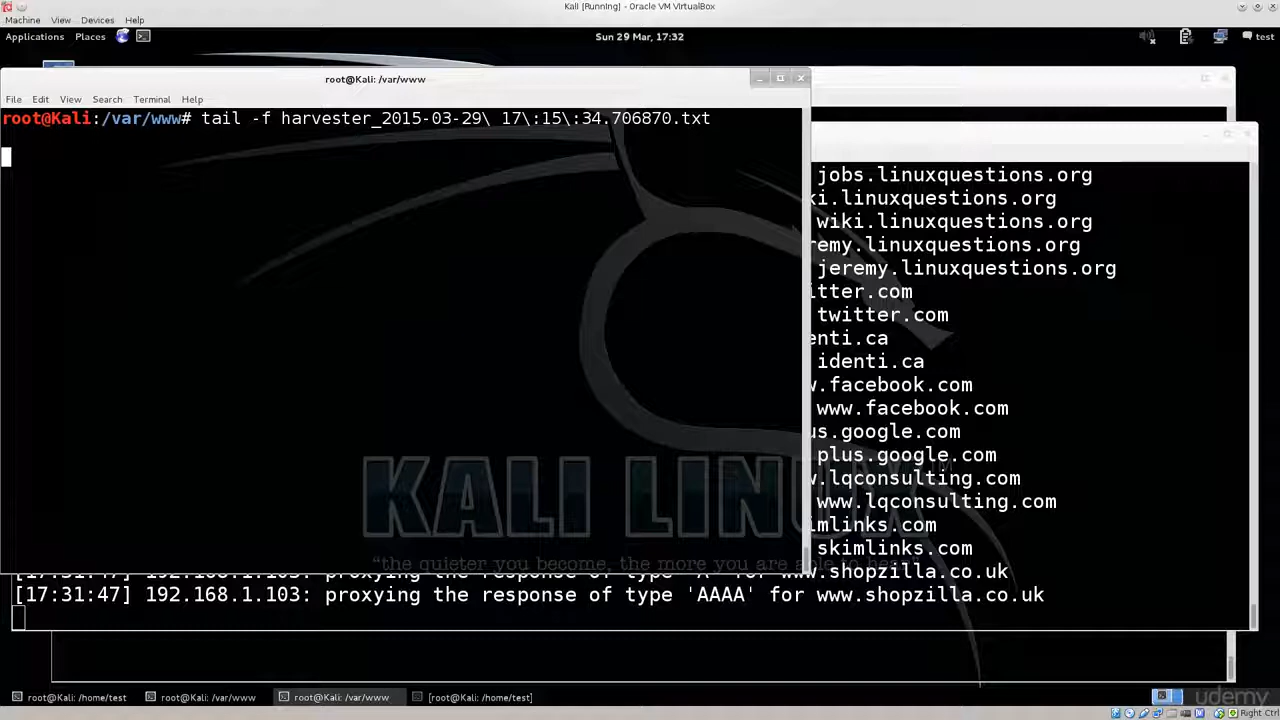 Kali [Running] - Oracle VM VirtualBox
Machine View Devices Help
Applications Places
Sun 29 Mar, 17:32
test
root@Kali: /var/www
File Edit View Search Terminal Help
root@Kali:/var/www# tail -f harvester_2015-03-29\ 17\:15\:34.706870.txt
jobs.linuxquestions.org
ki.linuxquestions.org
wiki.linuxquestions.org
remy.linuxquestions.org
jeremy.linuxquestions.org
itter.com
twitter.com
enti.ca
identi.ca
w.facebook.com
www.facebook.com
us.google.com
plus.google.com
w.lqconsulting.com
www.lqconsulting.com
imlinks.com
skimlinks.com
KALI LINUX
"the quieter you become, the more you are able to hear"
[17:31:47] 192.168.1.103: proxying the response of type 'A' for www.shopzilla.co.uk
[17:31:47] 192.168.1.103: proxying the response of type 'AAAA' for www.shopzilla.co.uk
root@Kali: /home/test
root@Kali: /var/www
root@Kali: /var/www
[root@Kali: /home/test]
udemy
Right Ctrl